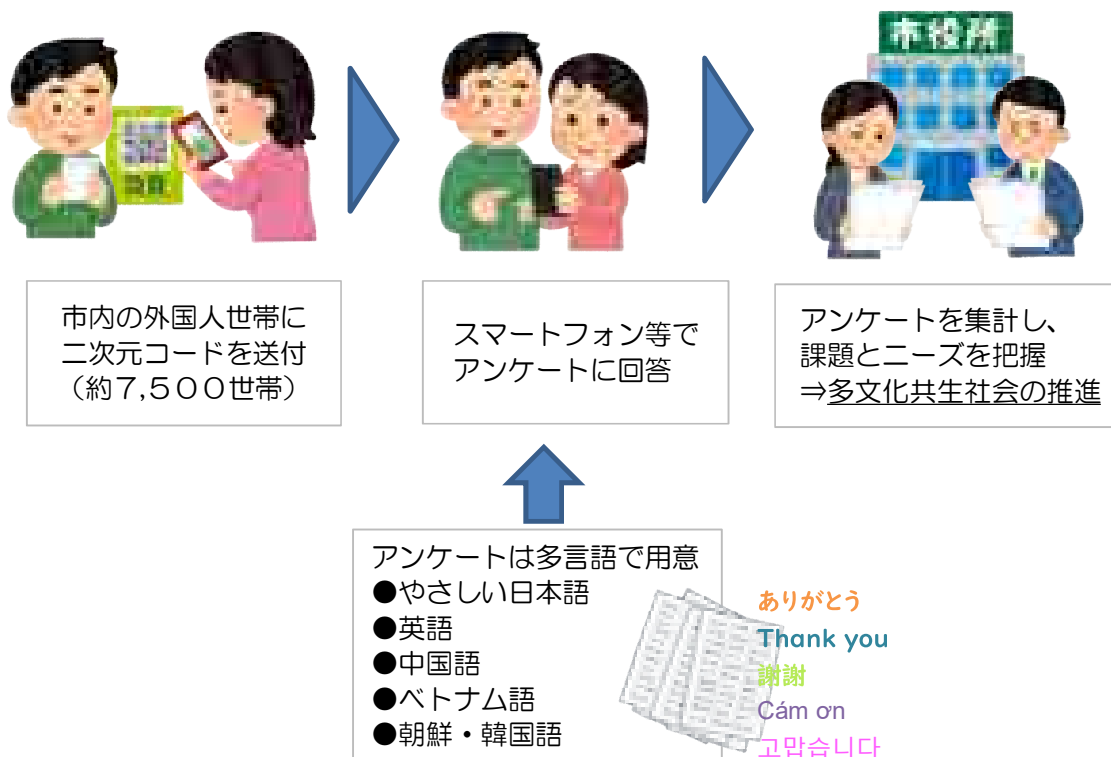 市役所
市内の外国人世帯に
二次元コードを送付
（約７,５００世帯）
スマートフォン等で
アンケートに回答
アンケートを集計し、
課題とニーズを把握
⇒多文化共生社会の推進
アンケートは多言語で用意
●やさしい日本語
●英語
●中国語
●ベトナム語
●朝鮮・韓国語
ありがとう
Thank you
謝謝
Cám ơn
고맙습니다